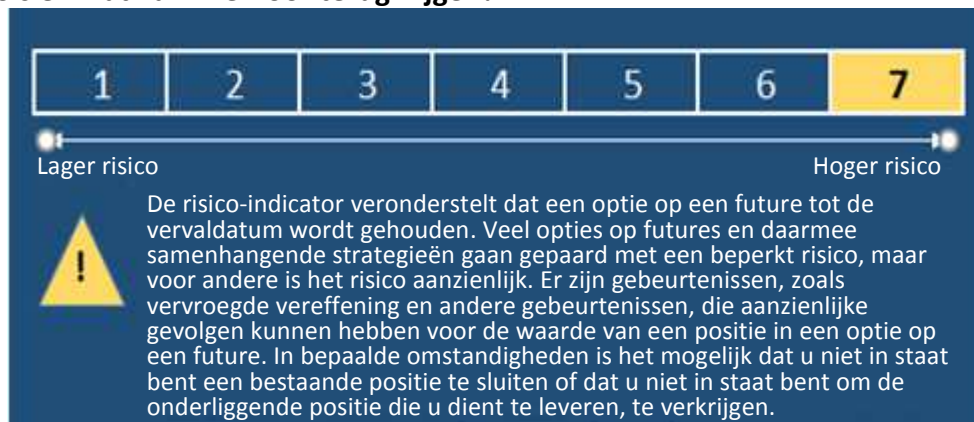 1 2 3 4 5 6 7
Lager risico Hoger risico
De risico-indicator veronderstelt dat een optie op een future tot de
vervaldatum wordt gehouden. Veel opties op futures en daarmee
samenhangende strategieën gaan gepaard met een beperkt risico, maar
voor andere is het risico aanzienlijk. Er zijn gebeurtenissen, zoals
vervroegde vereffening en andere gebeurtenissen, die aanzienlijke
gevolgen kunnen hebben voor de waarde van een positie in een optie op
een future. In bepaalde omstandigheden is het mogelijk dat u niet in staat
bent een bestaande positie te sluiten of dat u niet in staat bent om de
onderliggende positie die u dient te leveren, te verkrijgen.
!